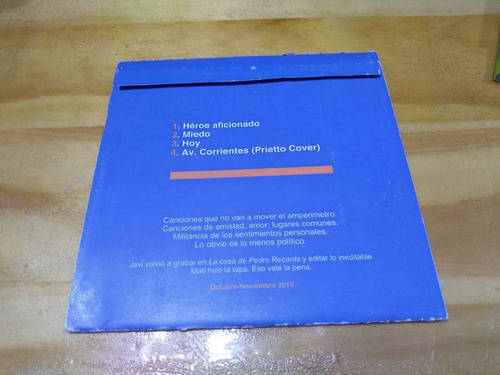 1. Héroe aficionado
2. Miedo
3. Hoy
4. Av. Corrientes (Prietto Cover)
Canciones que no van a mover el amperímetro.
Canciones de amistad, amor; lugares comunes.
Militancia de los sentimientos personales.
Lo obvio es lo menos político.
Javi volvió a grabar en La casa de Pedro Records y editar lo ineditable.
Mati hizo la tapa. Eso vale la pena.
Octubre-Noviembre 2015